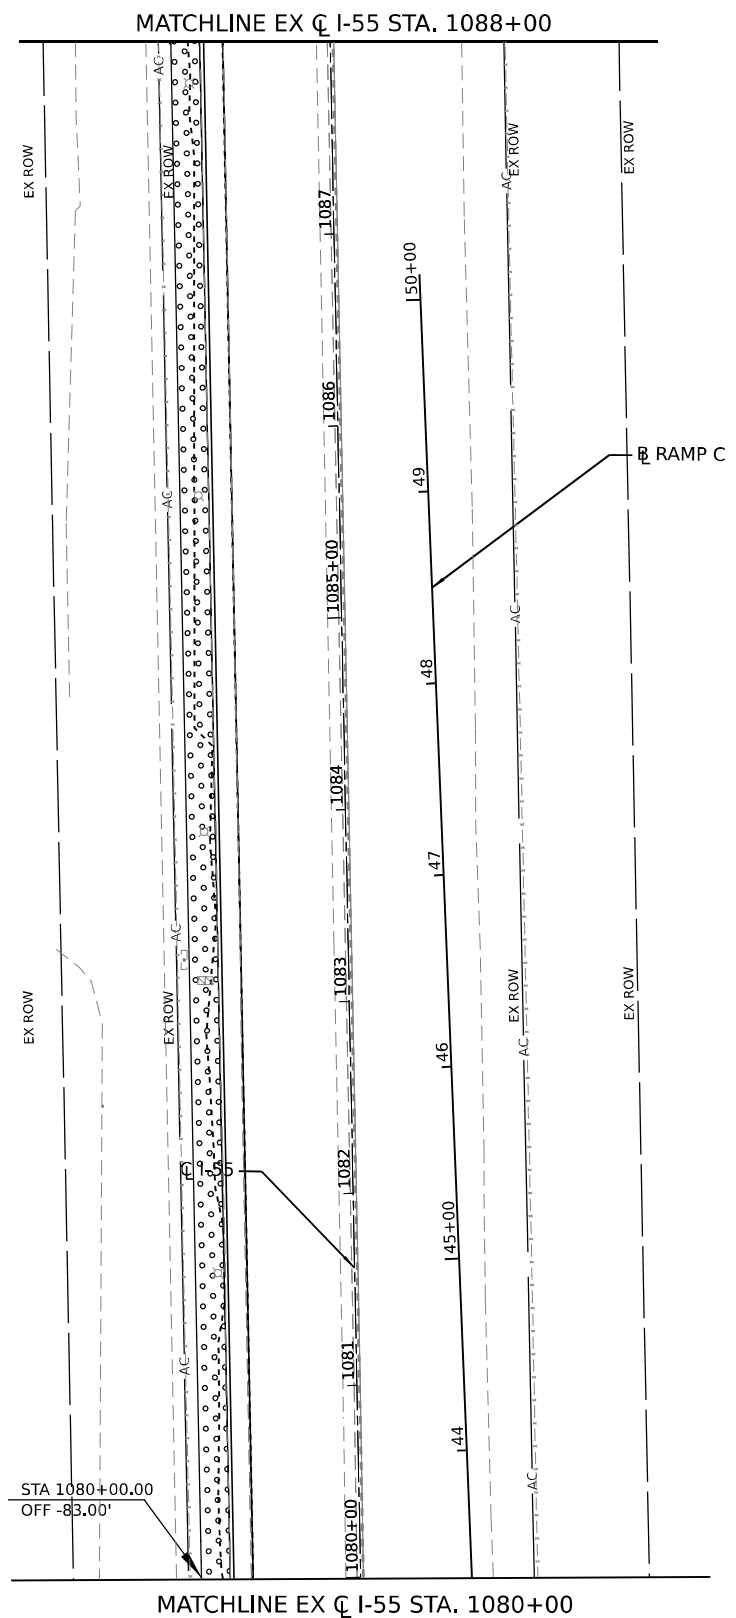 MATCHLINE EX ℄ I-55 STA. 1088+00
AC
EX ROW
EX ROW
EX ROW
EX ROW
AC
1087
50+00
1086
B̵L RAMP C
49
AC
1085+00
AC
48
1084
47
AC
1083
EX ROW
EX ROW
EX ROW
EX ROW
46
AC
℄ I-55
1082
45+00
1081
AC
44
AC
STA 1080+00.00
OFF -83.00'
1080+00
MATCHLINE EX ℄ I-55 STA. 1080+00